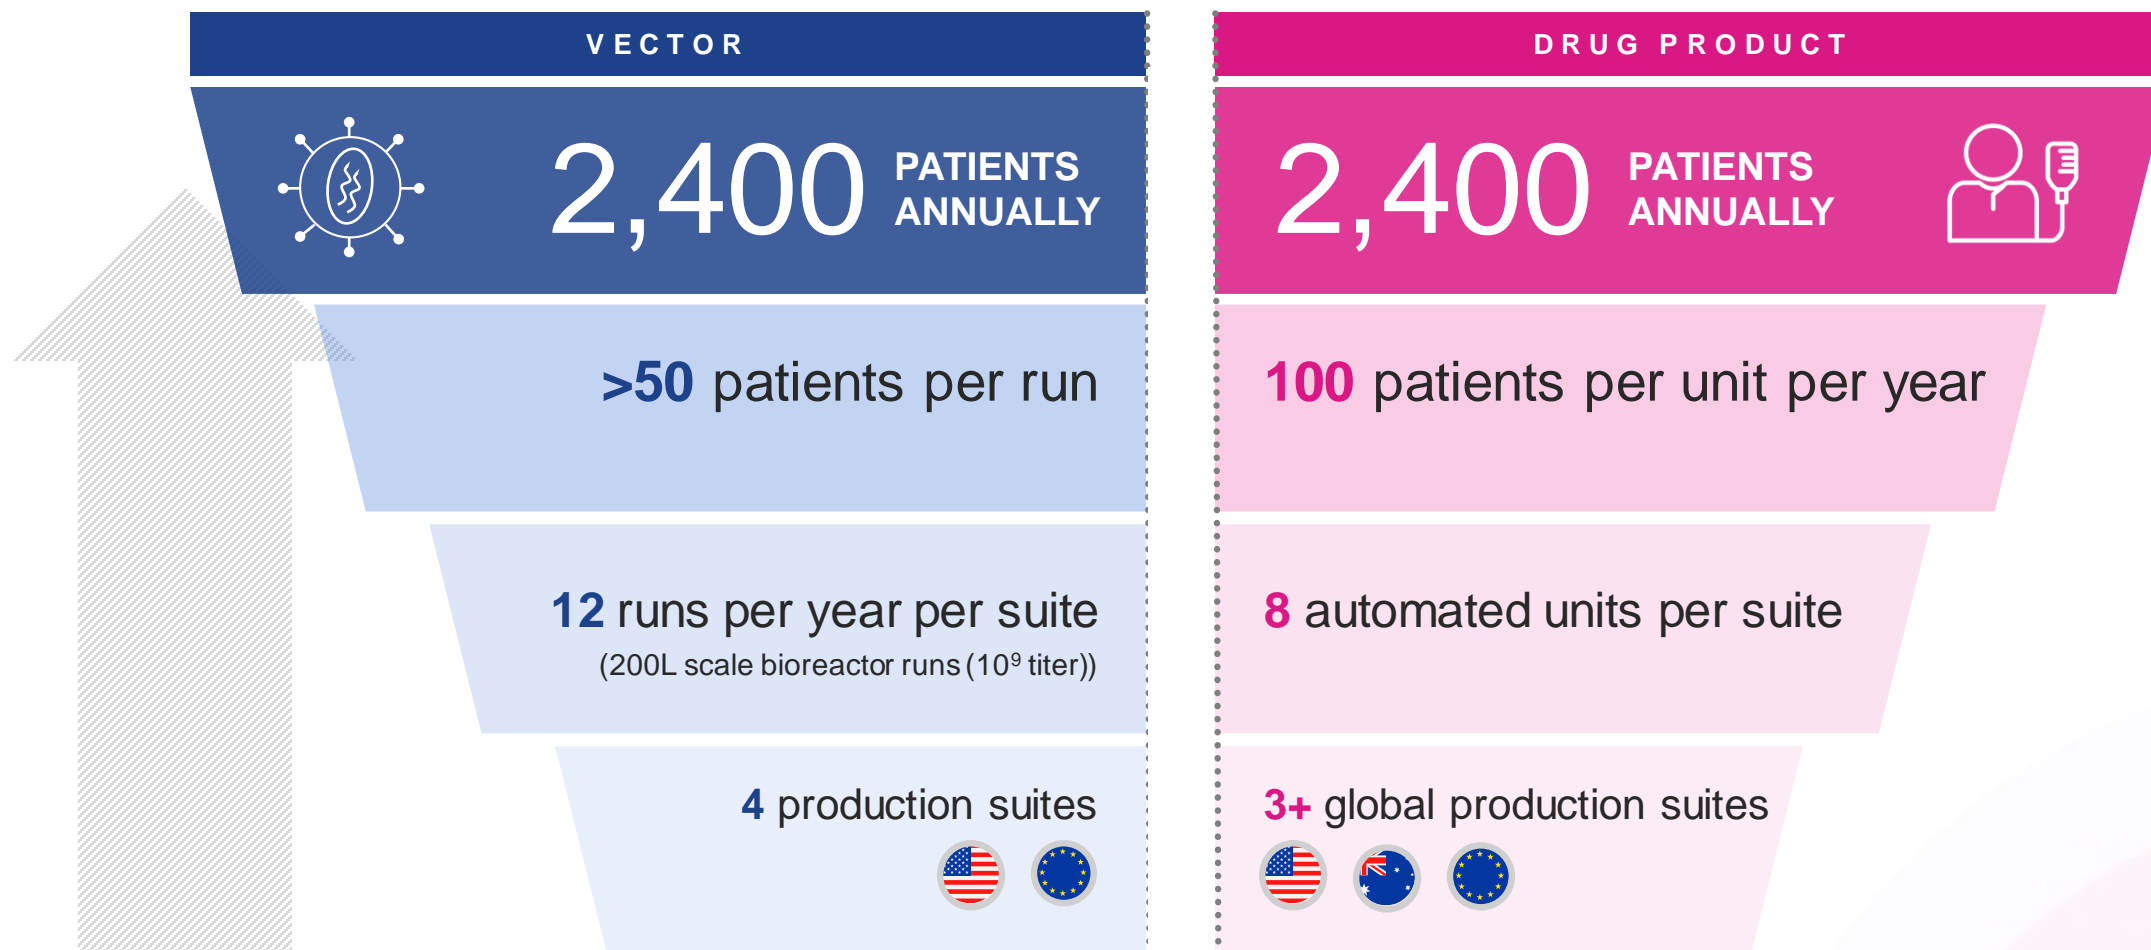 VECTOR
2,400 PATIENTS
ANNUALLY
>50 patients per run
12 runs per year per suite
(200L scale bioreactor runs (10⁹ titer))
4 production suites
DRUG PRODUCT
2,400 PATIENTS
ANNUALLY
100 patients per unit per year
8 automated units per suite
3+ global production suites